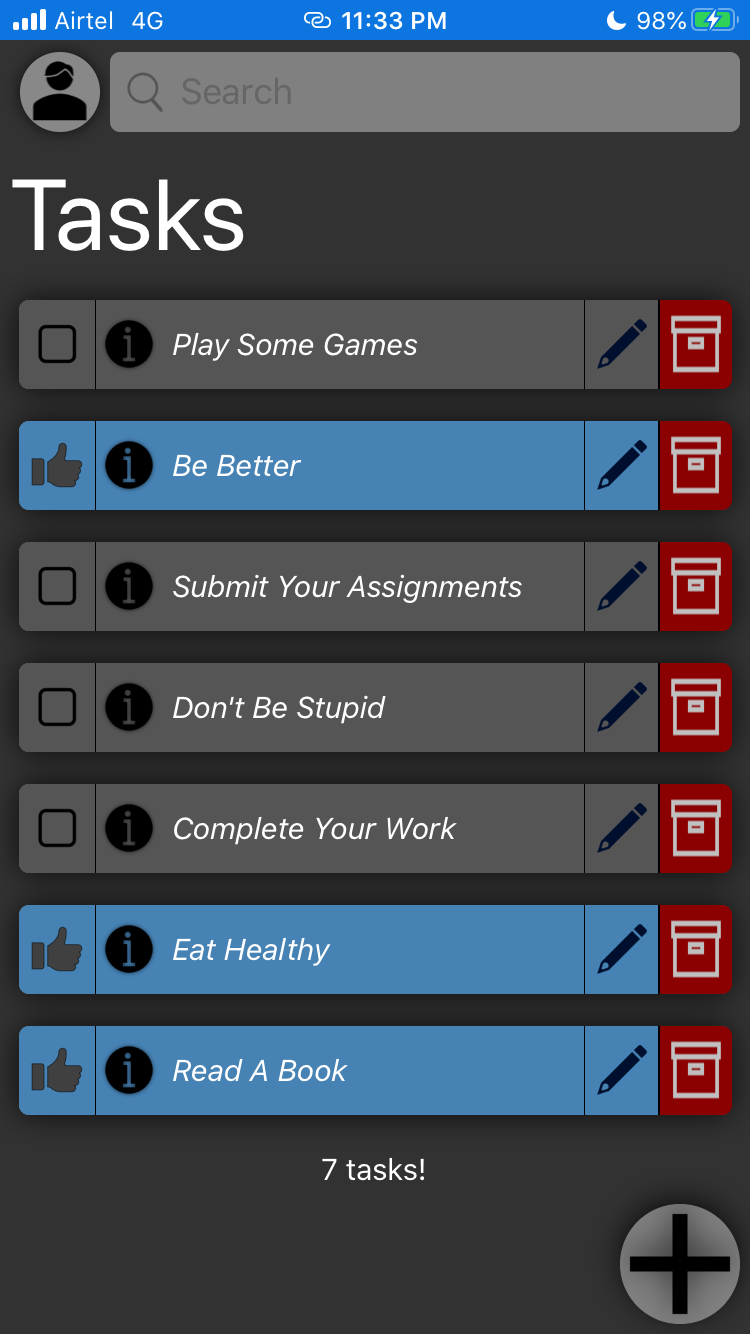 Airtel 4G 11:33 PM 98%
Search
Tasks
Play Some Games
Be Better
Submit Your Assignments
Don't Be Stupid
Complete Your Work
Eat Healthy
Read A Book
7 tasks!